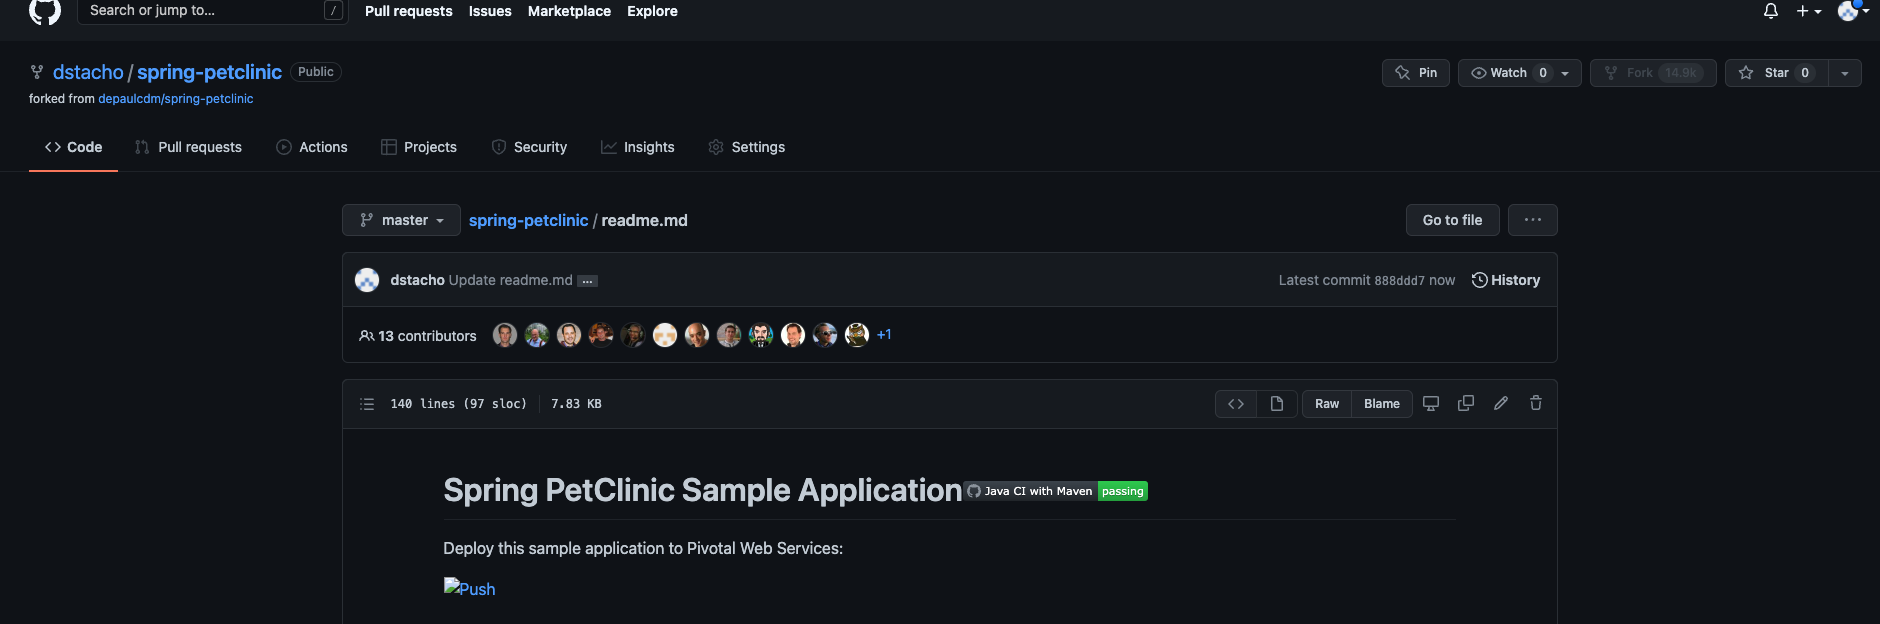 Search or jump to... / Pull requests Issues Marketplace Explore
dstacho / spring-petclinic Public Pin Watch 0 Fork 14.9k Star 0
forked from depaulcdm/spring-petclinic
Code Pull requests Actions Projects Security Insights Settings
master spring-petclinic / readme.md Go to file ...
dstacho Update readme.md ... Latest commit 888ddd7 now History
13 contributors +1
140 lines (97 sloc) 7.83 KB <> Raw Blame
Spring PetClinic Sample Application Java CI with Maven passing
Deploy this sample application to Pivotal Web Services:
Push